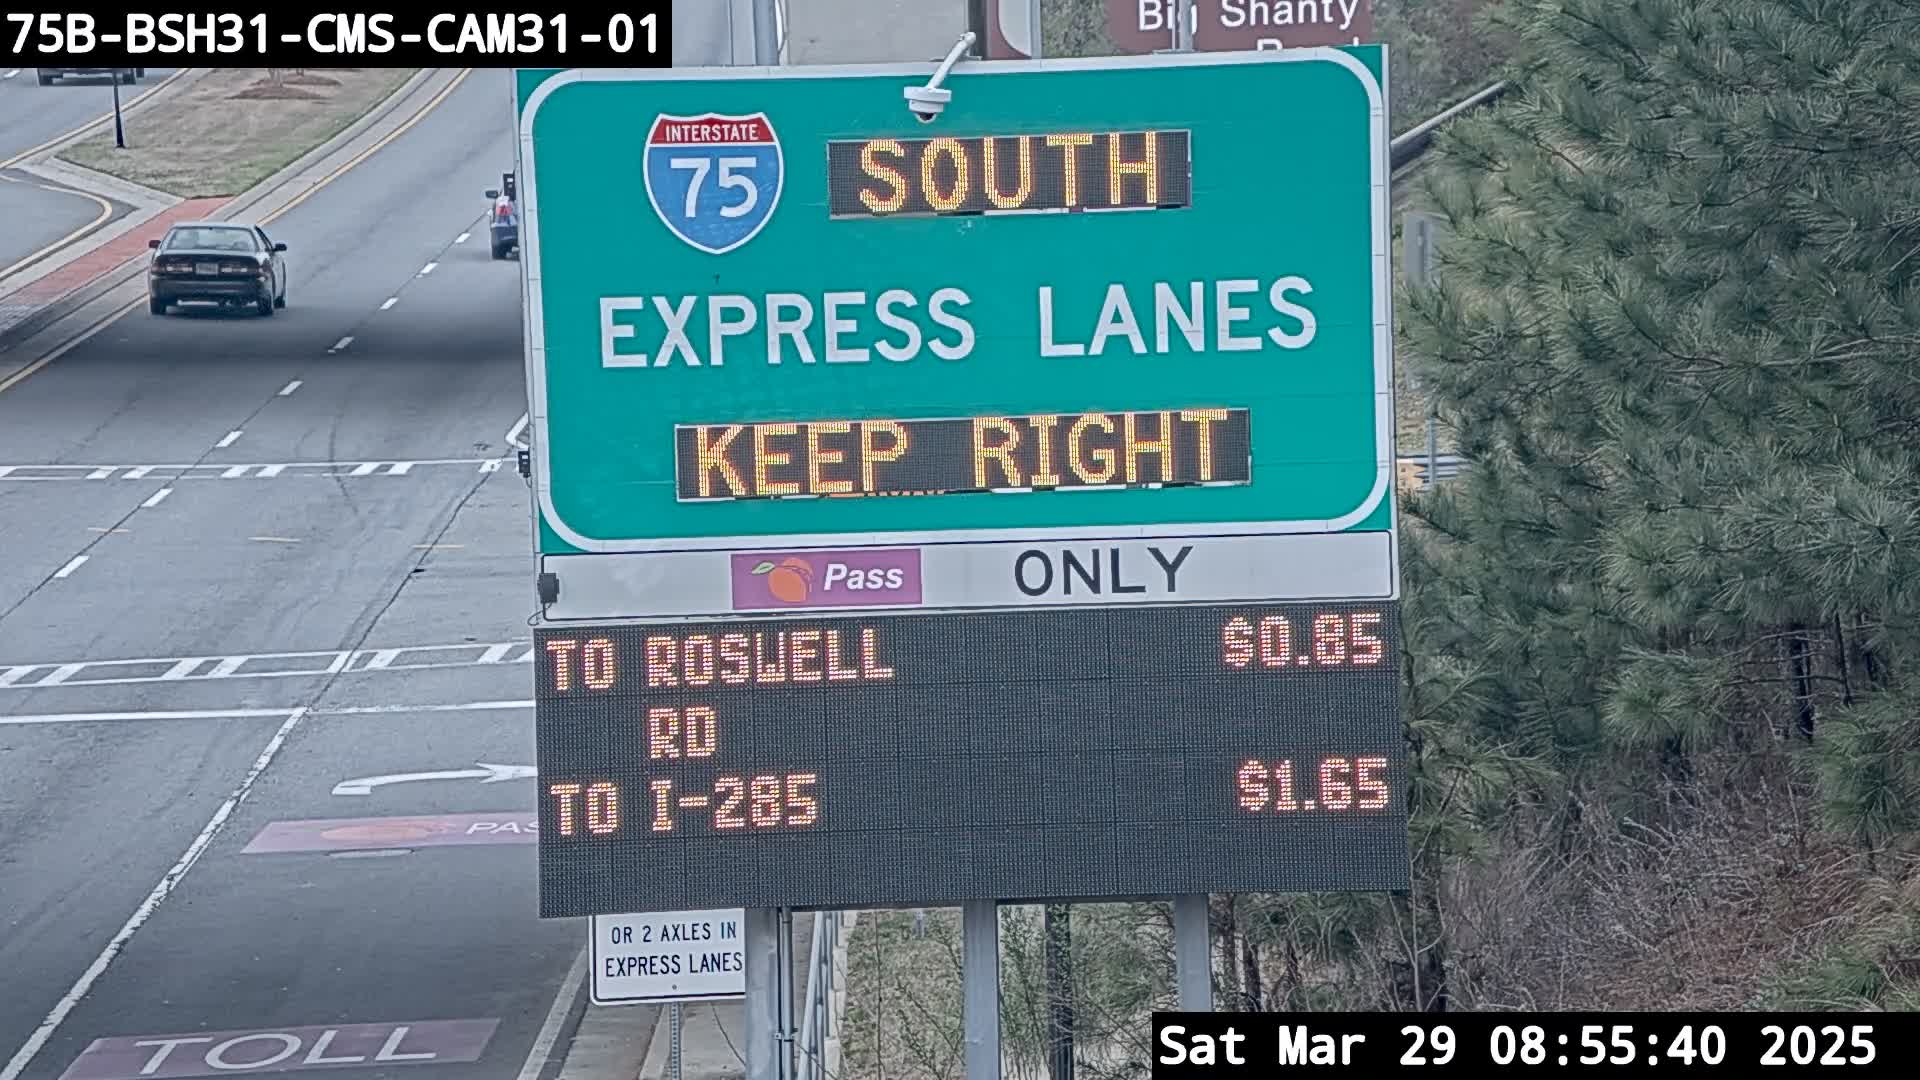 75B-BSH31-CMS-CAM31-01
Big Shanty
INTERSTATE
75
SOUTH
EXPRESS LANES
KEEP RIGHT
Pass ONLY
TO ROSWELL $0.85
RD
TO I-285 $1.65
OR 2 AXLES IN
EXPRESS LANES
TOLL
Sat Mar 29 08:55:40 2025